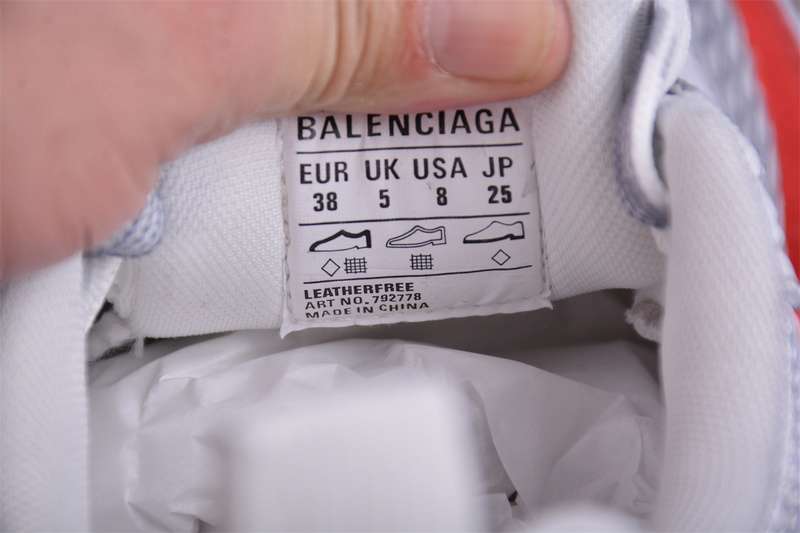 BALENCIAGA
EUR UK USA JP
38 5 8 25
LEATHERFREE
ART NO.792778
MADE IN CHINA